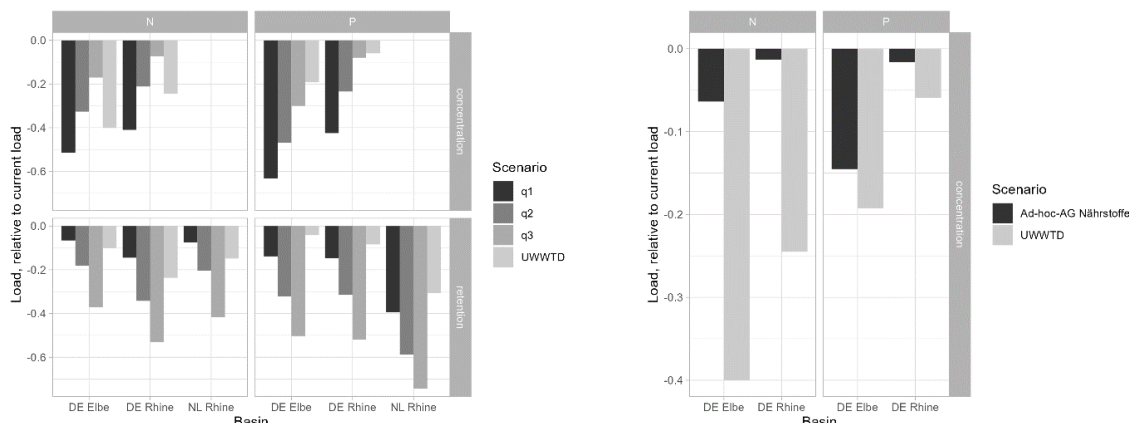 N P
0.0
-0.2
-0.4
-0.6
concentration
0.0
-0.2
-0.4
-0.6
retention
Load, relative to current load
DE Elbe DE Rhine NL Rhine DE Elbe DE Rhine NL Rhine
Basin
Scenario
q1
q2
q3
UWWTD
N P
0.0
-0.1
-0.2
-0.3
-0.4
concentration
Load, relative to current load
DE Elbe DE Rhine DE Elbe DE Rhine
Basin
Scenario
Ad-hoc-AG Nährstoffe
UWWTD